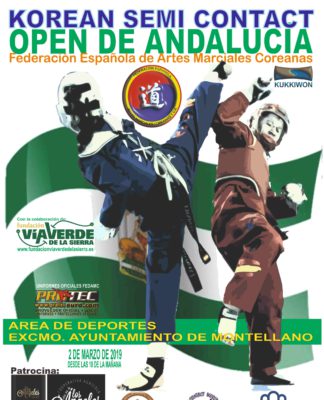 KOREAN SEMI CONTACT
OPEN DE ANDALUCIA
Federación Española de Artes Marciales Coreanas
道
KUKKIWON
Con la colaboración de:
fundación
VíAVERDE
DE LA SIERRA
www.fundacionviaverdedelasierra.es
UNIFORMES OFICIALES FEDAMC
AREA DE DEPORTES
EXCMO. AYUNTAMIENTO DE MONTELLANO
2 DE MARZO DE 2019
DESDE LAS 10 DE LA MAÑANA
Patrocina: